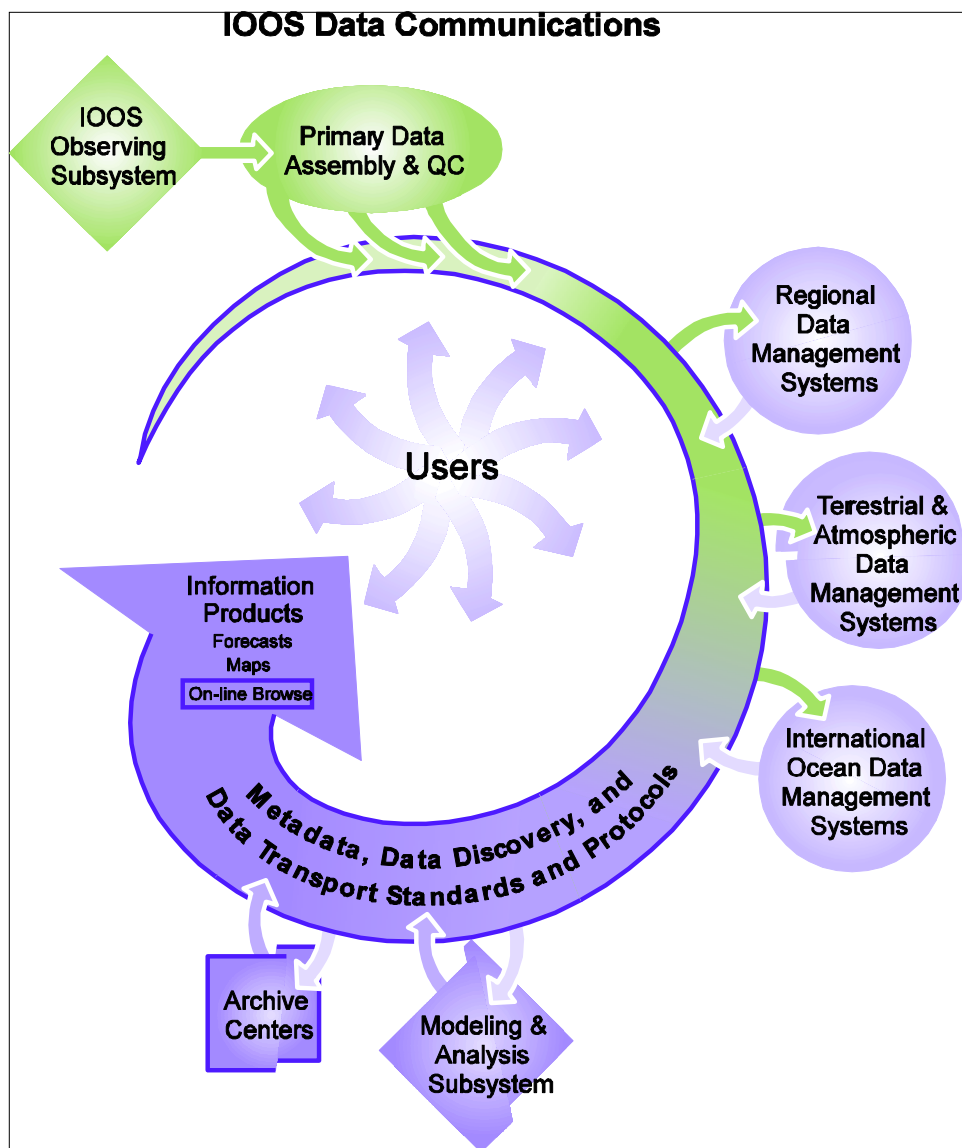 IOOS Data Communications
IOOS
Observing
Subsystem
Primary Data
Assembly & QC
Regional
Data
Management
Systems
Users
Terrestrial &
Atmospheric
Data
Management
Systems
Information
Products
Forecasts
Maps
On-line Browse
International
Ocean Data
Management
Systems
Metadata, Data Discovery, and
Data Transport Standards and Protocols
Archive
Centers
Modeling &
Analysis
Subsystem